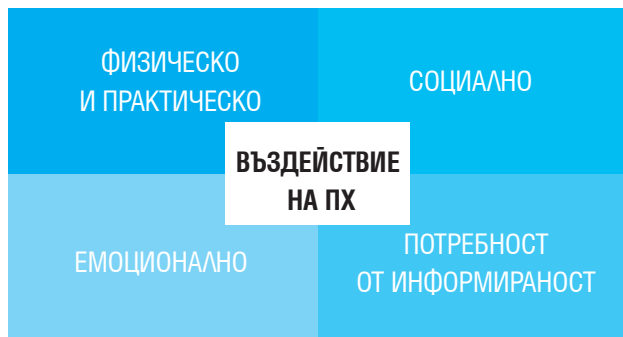 ФИЗИЧЕСКО
И ПРАКТИЧЕСКО
СОЦИАЛНО
ВЪЗДЕЙСТВИЕ
НА ПХ
ЕМОЦИОНАЛНО
ПОТРЕБНОСТ
ОТ ИНФОРМИРАНОСТ